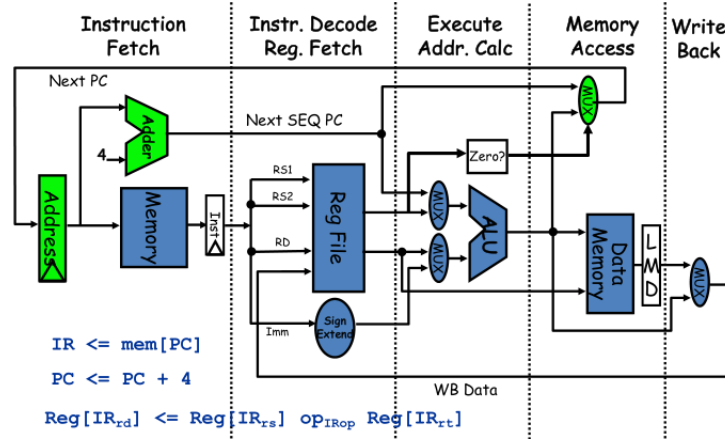 Instruction Fetch
Instr. Decode Reg. Fetch
Execute Addr. Calc
Memory Access
Write Back
Next PC
MUX
Adder
Next SEQ PC
4
Zero?
RS1
RS2
Address
Memory
Inst
Reg File
RD
MUX
MUX
ALU
Data Memory
LMD
MUX
Sign Extend
Imm
WB Data
IR <= mem[PC]
PC <= PC + 4
Reg[IRrd] <= Reg[IRrs] opIRop Reg[IRrt]